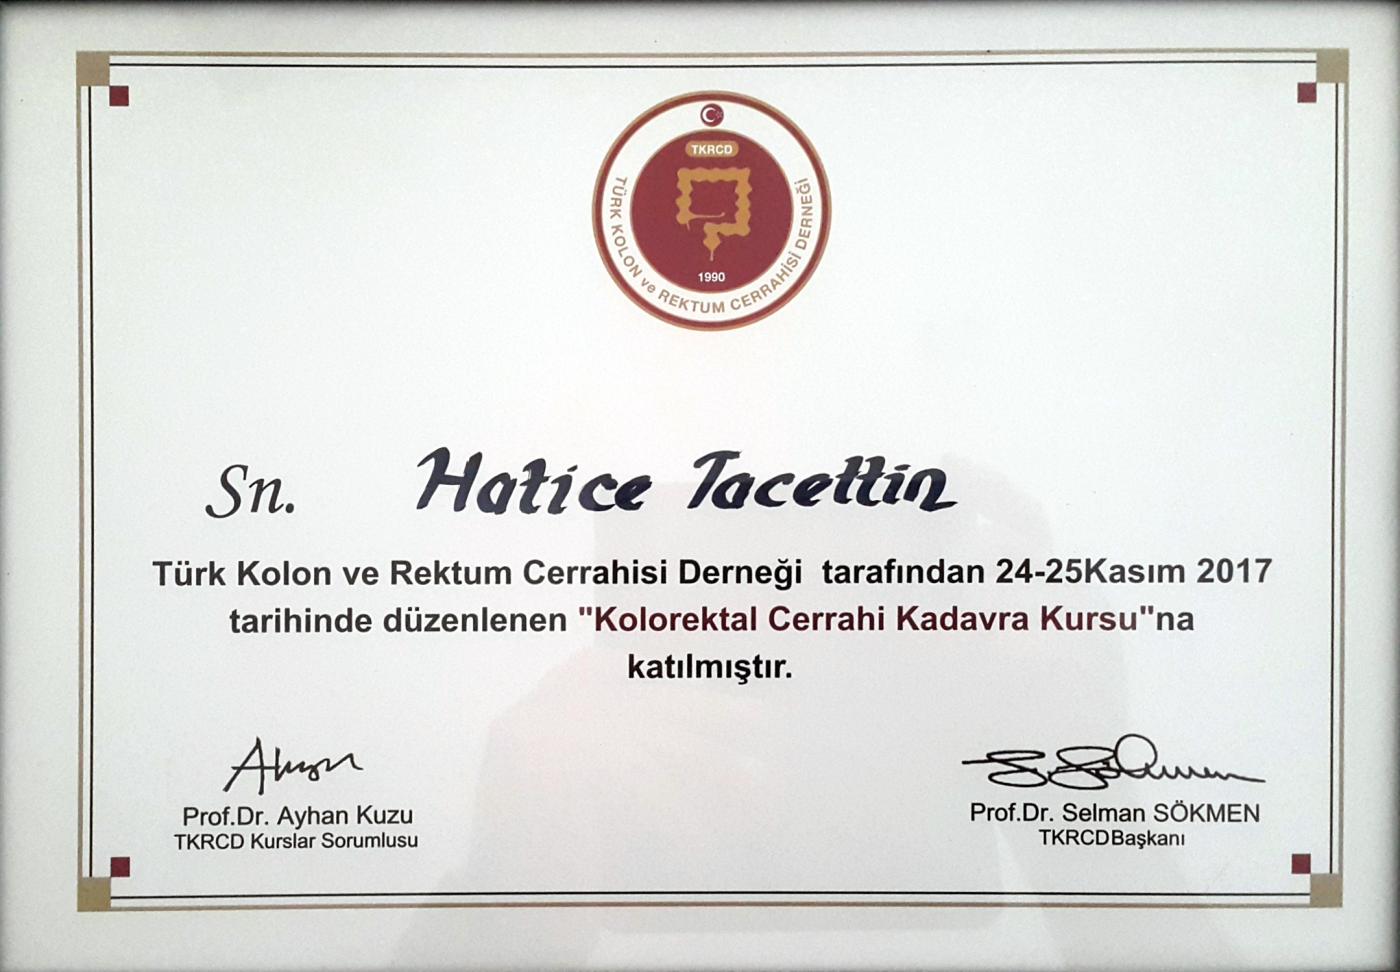 TKRCD
1990
TÜRK KOLON ve REKTUM CERRAHİSİ DERNEĞİ
Sn. Hatice Tacettin
Türk Kolon ve Rektum Cerrahisi Derneği tarafından 24-25Kasım 2017
tarihinde düzenlenen "Kolorektal Cerrahi Kadavra Kursu"na
katılmıştır.
Prof.Dr. Ayhan Kuzu
TKRCD Kurslar Sorumlusu
Prof.Dr. Selman SÖKMEN
TKRCD Başkanı